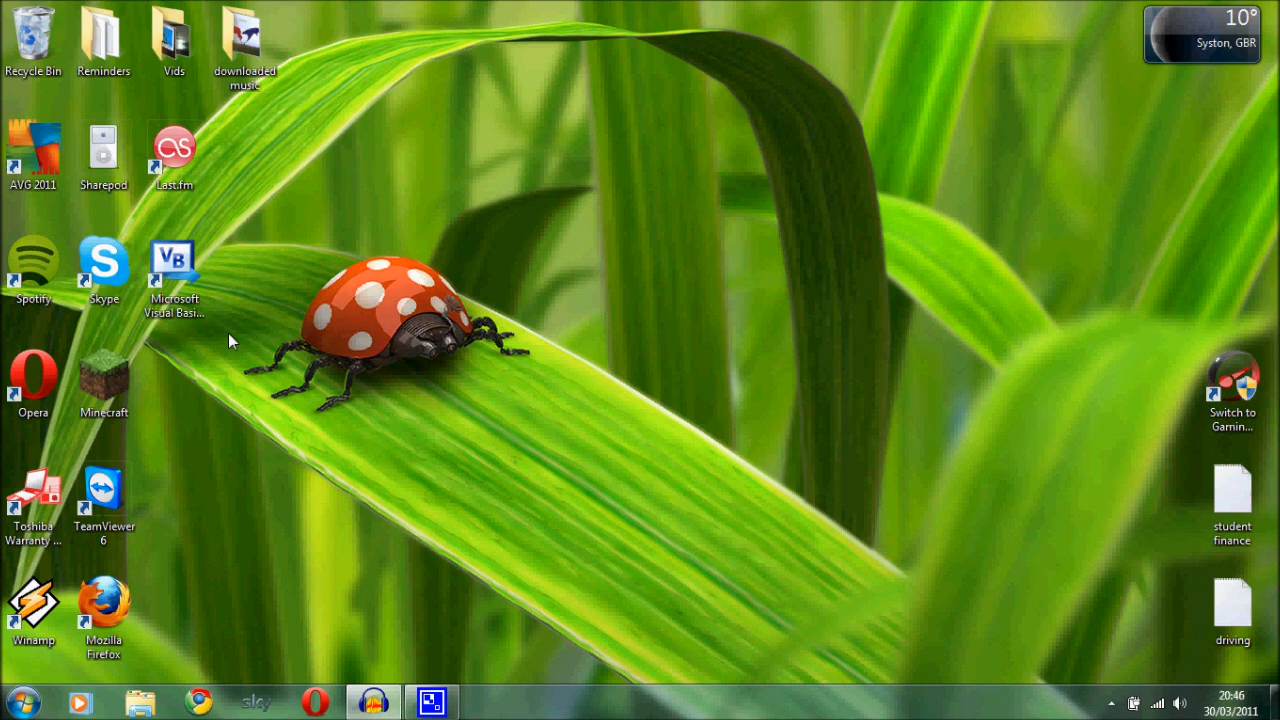 Recycle Bin
Reminders
Vids
downloaded
music
10°
Syston, GBR
AVG 2011
Sharepod
Last.fm
Spotify
Skype
Microsoft
Visual Basi...
Opera
Minecraft
Switch to
Gamin...
Toshiba
Warranty ...
TeamViewer
6
student
finance
Winamp
Mozilla
Firefox
driving
sky
20:46
30/03/2011